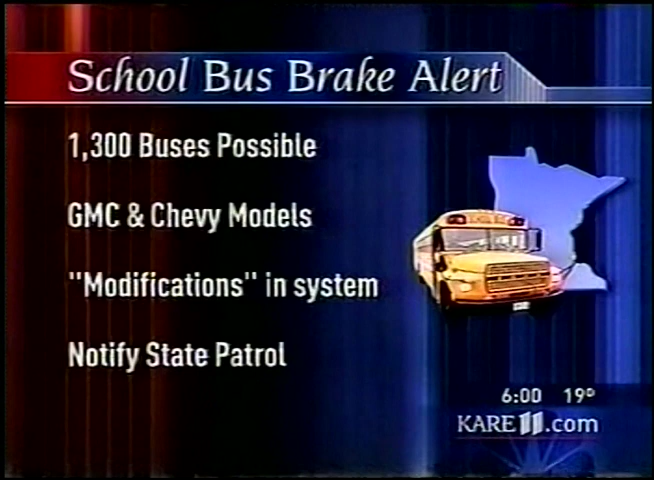 School Bus Brake Alert
1,300 Buses Possible
GMC & Chevy Models
"Modifications" in system
Notify State Patrol
6:00 19°
KARE11.com